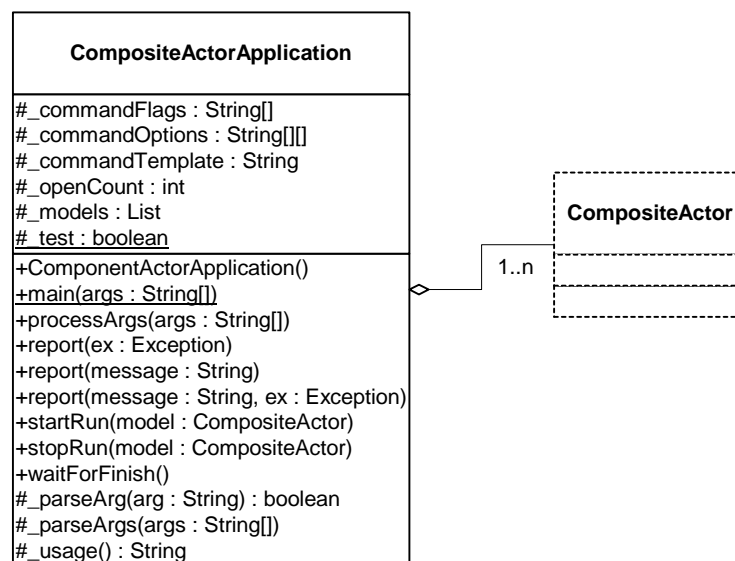 CompositeActorApplication
#_commandFlags : String[]
#_commandOptions : String[][]
#_commandTemplate : String
#_openCount : int
#_models : List
#_test : boolean
+ComponentActorApplication()
+main(args : String[])
+processArgs(args : String[])
+report(ex : Exception)
+report(message : String)
+report(message : String, ex : Exception)
+startRun(model : CompositeActor)
+stopRun(model : CompositeActor)
+waitForFinish()
#_parseArg(arg : String) : boolean
#_parseArgs(args : String[])
#_usage() : String
1..n
CompositeActor